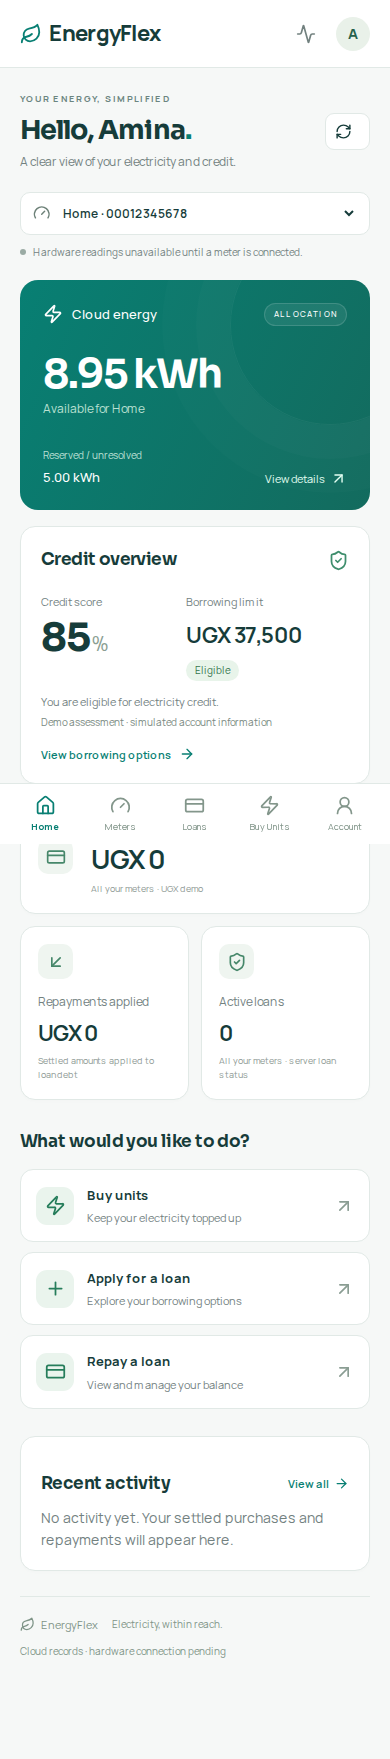 EnergyFlex
A
YOUR ENERGY, SIMPLIFIED
Hello, Amina.
A clear view of your electricity and credit.
Home · 00012345678
Hardware readings unavailable until a meter is connected.
Cloud energy
ALLOCATION
8.95 kWh
Available for Home
Reserved / unresolved
5.00 kWh
View details
Credit overview
Credit score
Borrowing limit
85%
UGX 37,500
Eligible
You are eligible for electricity credit.
Demo assessment · simulated account information
View borrowing options
Home
Meters
Loans
Buy Units
Account
UGX 0
All your meters · UGX demo
Repayments applied
UGX 0
Settled amounts applied to
loan debt
Active loans
0
All your meters · server loan
status
What would you like to do?
Buy units
Keep your electricity topped up
Apply for a loan
Explore your borrowing options
Repay a loan
View and manage your balance
Recent activity
View all
No activity yet. Your settled purchases and
repayments will appear here.
EnergyFlex
Electricity, within reach.
Cloud records · hardware connection pending